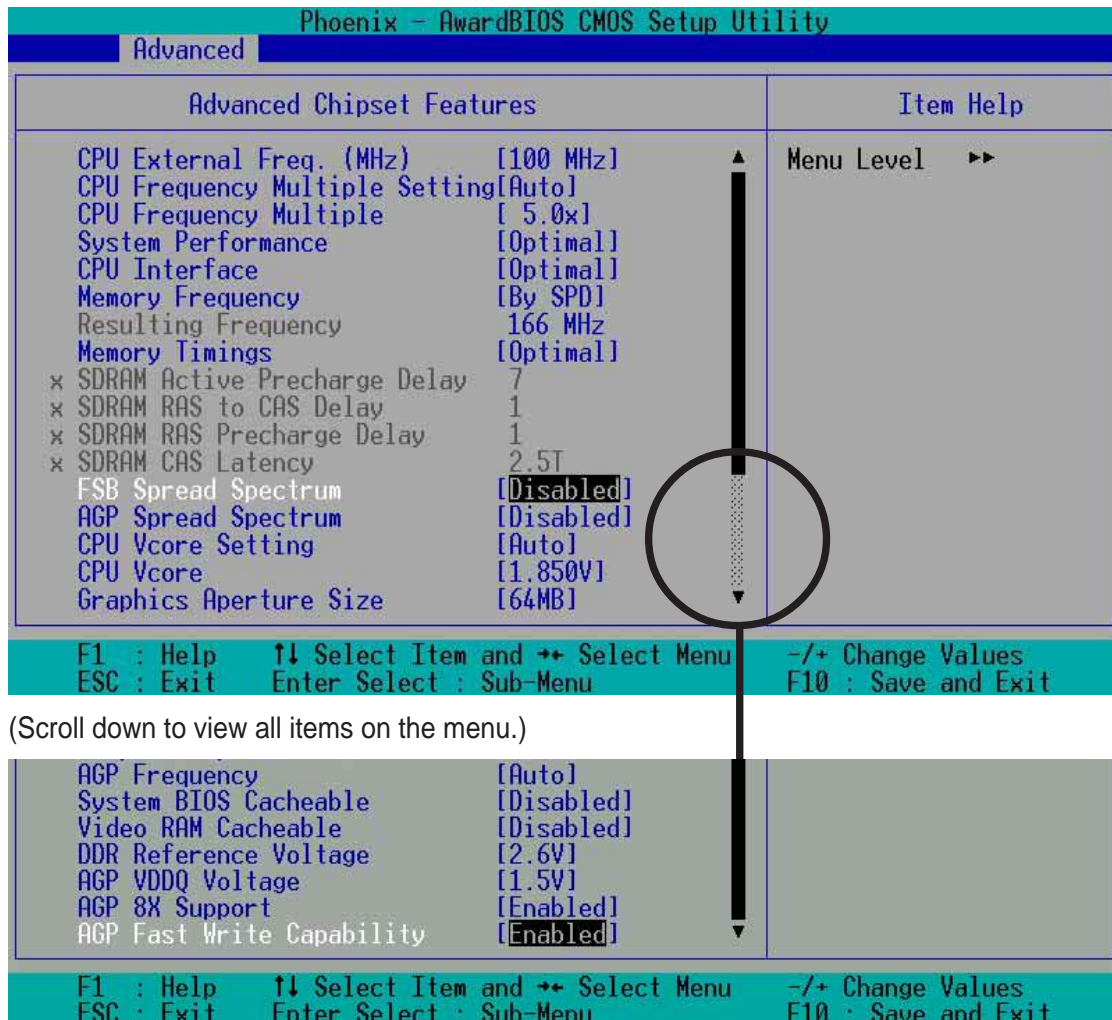 Phoenix - AwardBIOS CMOS Setup Utility
Advanced
Advanced Chipset Features
Item Help
CPU External Freq. (MHz) [100 MHz]
Menu Level ▸▸
CPU Frequency Multiple Setting[Auto]
CPU Frequency Multiple [ 5.0x]
System Performance [Optimal]
CPU Interface [Optimal]
Memory Frequency [By SPD]
Resulting Frequency 166 MHz
Memory Timings [Optimal]
x SDRAM Active Precharge Delay 7
x SDRAM RAS to CAS Delay 1
x SDRAM RAS Precharge Delay 1
x SDRAM CAS Latency 2.5T
FSB Spread Spectrum [Disabled]
AGP Spread Spectrum [Disabled]
CPU Vcore Setting [Auto]
CPU Vcore [1.850V]
Graphics Aperture Size [64MB]
F1 : Help ↑↓ Select Item and →← Select Menu -/+ Change Values
ESC : Exit Enter Select : Sub-Menu F10 : Save and Exit
(Scroll down to view all items on the menu.)
AGP Frequency [Auto]
System BIOS Cacheable [Disabled]
Video RAM Cacheable [Disabled]
DDR Reference Voltage [2.6V]
AGP VDDQ Voltage [1.5V]
AGP 8X Support [Enabled]
AGP Fast Write Capability [Enabled]
F1 : Help ↑↓ Select Item and →← Select Menu -/+ Change Values
ESC : Exit Enter Select : Sub-Menu F10 : Save and Exit